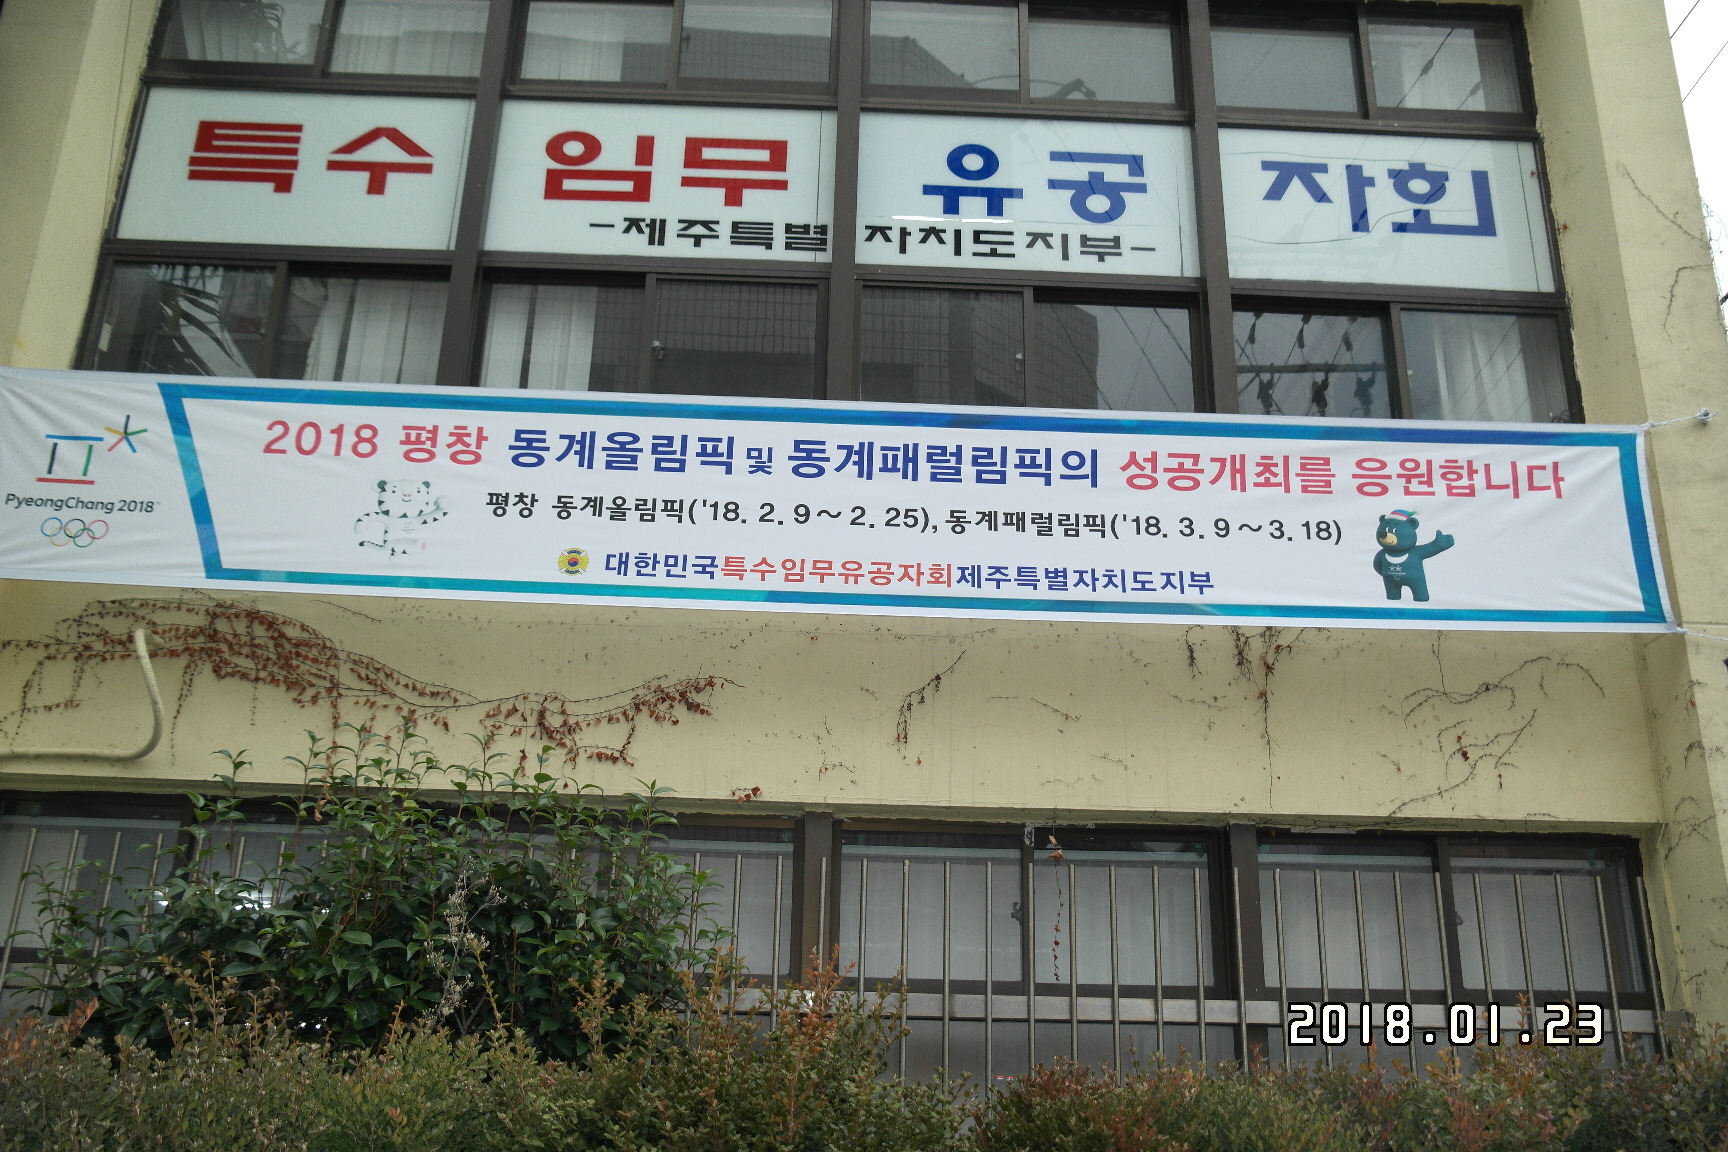 특수 임무 유공 자회
-제주특별 자치도지부-
PyeongChang 2018™
2018 평창 동계올림픽 및 동계패럴림픽의 성공개최를 응원합니다
평창 동계올림픽('18. 2. 9~2. 25), 동계패럴림픽('18. 3. 9~3. 18)
대한민국특수임무유공자회제주특별자치도지부
2018.01.23